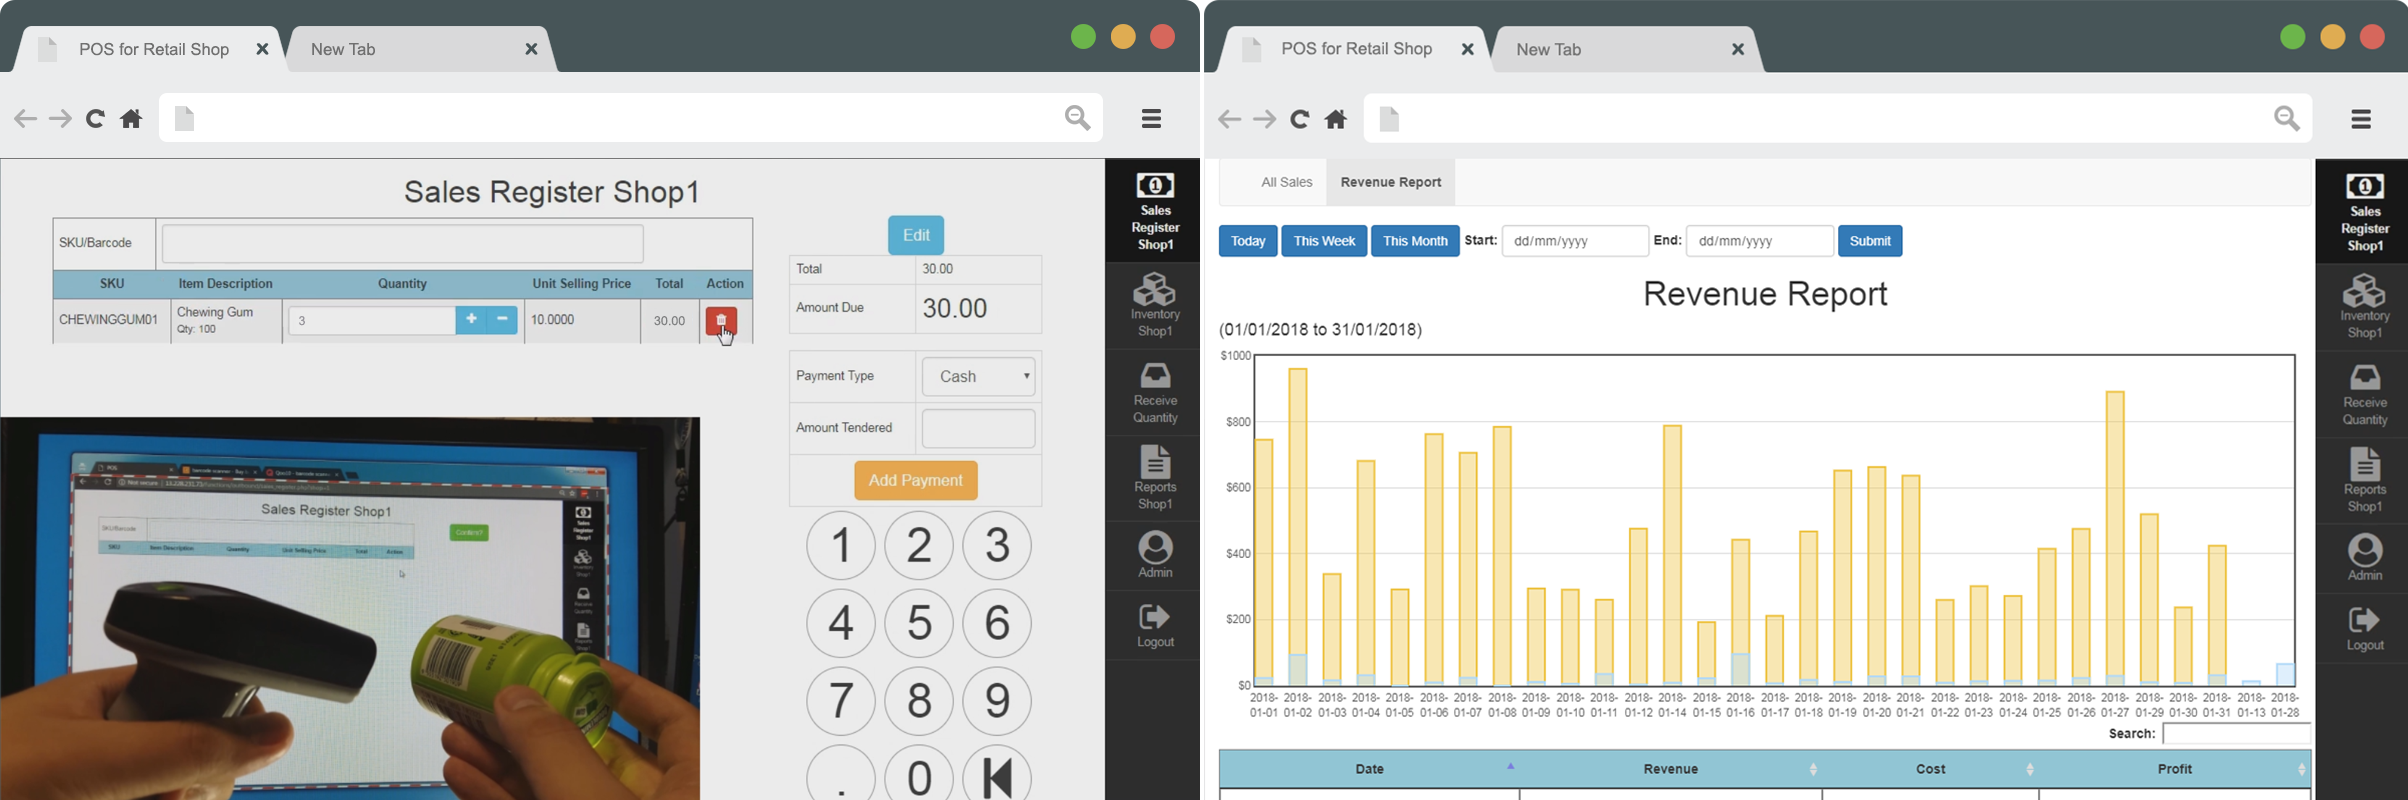 POS for Retail Shop
New Tab
Sales Register Shop1
SKU/Barcode
SKU Item Description Quantity Unit Selling Price Total Action
CHEWINGGUM01 Chewing Gum 3 10.0000 30.00
Qty: 100
Edit
Total 30.00
Amount Due 30.00
Payment Type Cash
Amount Tendered
Add Payment
1 2 3
4 5 6
7 8 9
. 0
Sales
Register
Shop1
Inventory
Shop1
Receive
Quantity
Reports
Shop1
Admin
Logout
POS
Sales Register Shop1
SKU/Barcode
SKU Item Description Quantity Unit Selling Price Total Action
Sales
Register
Shop1
POS for Retail Shop
New Tab
All Sales Revenue Report
Today This Week This Month Start: dd/mm/yyyy End: dd/mm/yyyy Submit
Revenue Report
(01/01/2018 to 31/01/2018)
$1000
$800
$600
$400
$200
$0
2018-01-01 2018-01-02 2018-01-03 2018-01-04 2018-01-05 2018-01-06 2018-01-07 2018-01-08 2018-01-09 2018-01-10 2018-01-11 2018-01-12 2018-01-14 2018-01-15 2018-01-16 2018-01-17 2018-01-18 2018-01-19 2018-01-20 2018-01-21 2018-01-22 2018-01-23 2018-01-24 2018-01-25 2018-01-26 2018-01-27 2018-01-29 2018-01-30 2018-01-31 2018-01-13 2018-01-28
Search:
Date Revenue Cost Profit
Sales
Register
Shop1
Inventory
Shop1
Receive
Quantity
Reports
Shop1
Admin
Logout